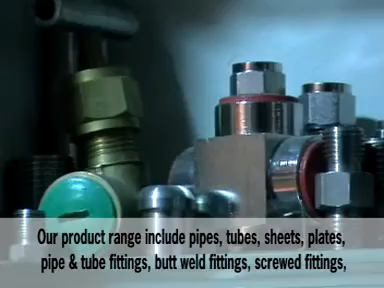 Our product range include pipes, tubes, sheets, plates,
pipe & tube fittings, butt weld fittings, screwed fittings,